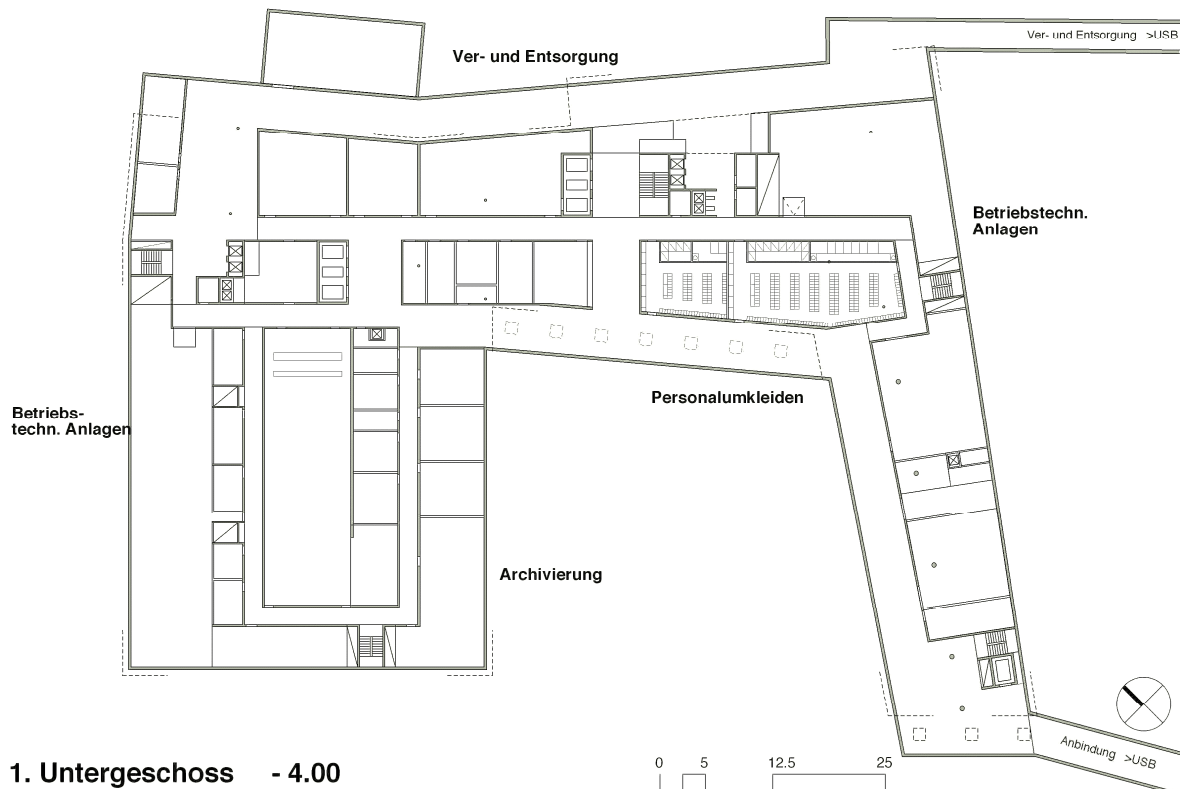 Ver- und Entsorgung >USB
Ver- und Entsorgung
Betriebstechn.
Anlagen
Personalumkleiden
Betriebs-
techn. Anlagen
Archivierung
Anbindung >USB
1. Untergeschoss - 4.00
0 5 12.5 25